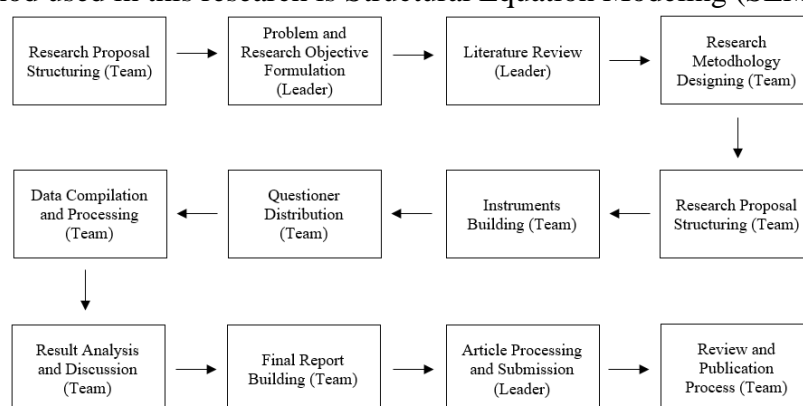 od used in this research is Structural Equation Modeling (SEM
Research Proposal
Structuring (Team)
Problem and
Research Objective
Formulation
(Leader)
Literature Review
(Leader)
Research
Metodhology
Designing (Team)
Research Proposal
Structuring (Team)
Instruments
Building (Team)
Questioner
Distribution
(Team)
Data Compilation
and Processing
(Team)
Result Analysis
and Discussion
(Team)
Final Report
Building (Team)
Article Processing
and Submission
(Leader)
Review and
Publication
Process (Team)